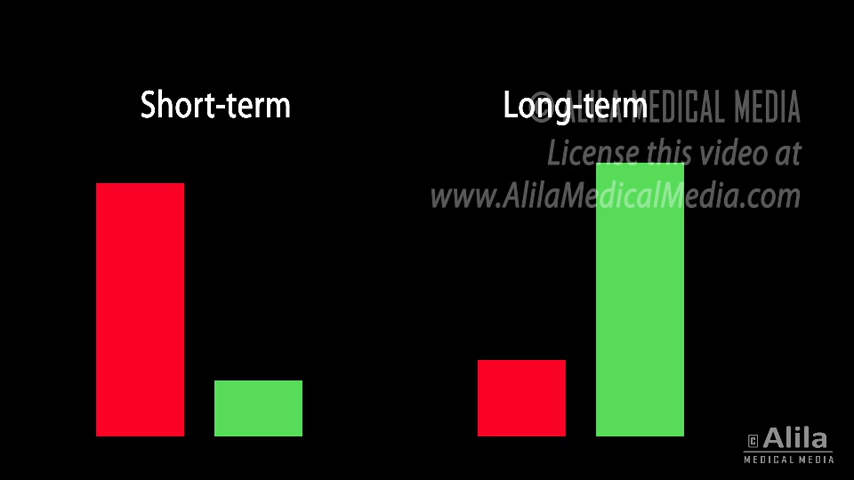 Short-term
Long-term
© ALILA MEDICAL MEDIA
License this video at
www.AlilaMedicalMedia.com
© Alila
MEDICAL MEDIA